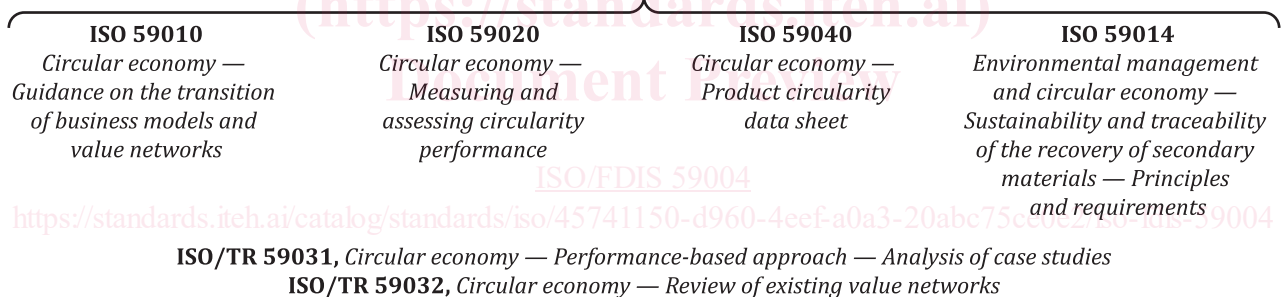 (https://standards.iteh.ai)
Document Preview
ISO 59010
Circular economy —
Guidance on the transition
of business models and
value networks
ISO 59020
Circular economy —
Measuring and
assessing circularity
performance
ISO 59040
Circular economy —
Product circularity
data sheet
ISO 59014
Environmental management
and circular economy —
Sustainability and traceability
of the recovery of secondary
materials — Principles
and requirements
ISO/FDIS 59004
https://standards.iteh.ai/catalog/standards/iso/45741150-d960-4eef-a0a3-20abc75ce0e2/iso-fdis-59004
ISO/TR 59031, Circular economy — Performance-based approach — Analysis of case studies
ISO/TR 59032, Circular economy — Review of existing value networks